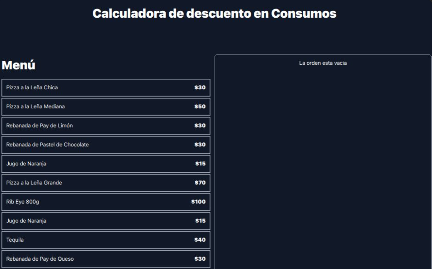 Calculadora de descuento en Consumos
Menú
Pizza a la Leña Chica $30
Pizza a la Leña Mediana $50
Rebanada de Pay de Limón $30
Rebanada de Pastel de Chocolate $30
Jugo de Naranja $15
Pizza a la Leña Grande $70
Rib Eye 800g $100
Jugo de Naranja $15
Tequila $40
Rebanada de Pay de Queso $30
La orden esta vacia